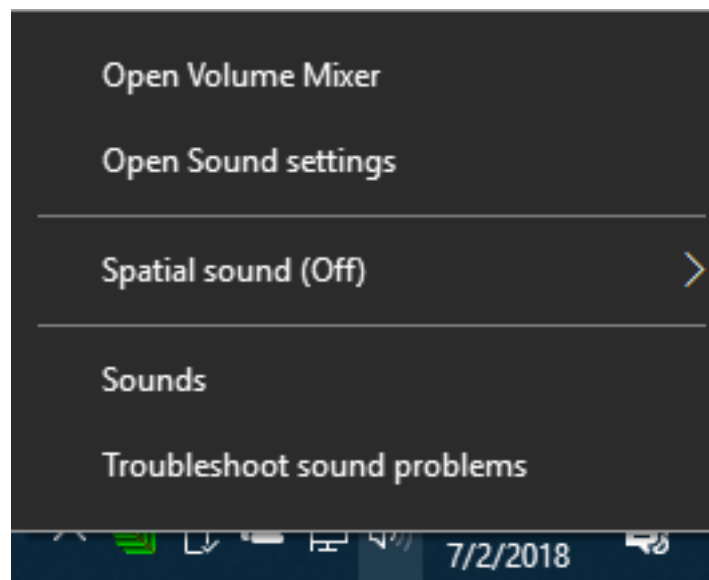 Open Volume Mixer
Open Sound settings
Spatial sound (Off)
Sounds
Troubleshoot sound problems
7/2/2018